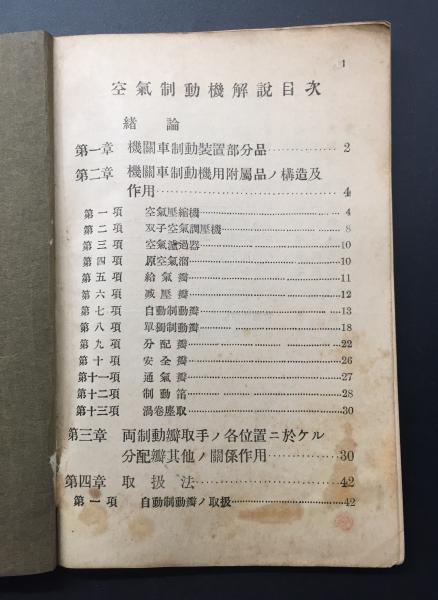 1
空氣制動機解說目次
緒論
第一章 機關車制動裝置部分品……………2
第二章 機關車制動機用附屬品ノ構造及
作用……………4
第一項 空氣壓縮機……………4
第二項 双子空氣調壓機……………8
第三項 空氣濾過器……………10
第四項 原空氣溜……………10
第五項 給氣瓣……………11
第六項 減壓瓣……………12
第七項 自動制動瓣……………13
第八項 單獨制動瓣……………18
第九項 分配瓣……………22
第十項 安全瓣……………26
第十一項 通氣瓣……………27
第十二項 制動笛……………28
第十三項 渦卷塵取……………30
第三章 両制動瓣取手ノ各位置ニ於ケル
分配瓣其他ノ關係作用……………30
第四章 取扱法……………42
第一項 自動制動瓣ノ取扱……………42